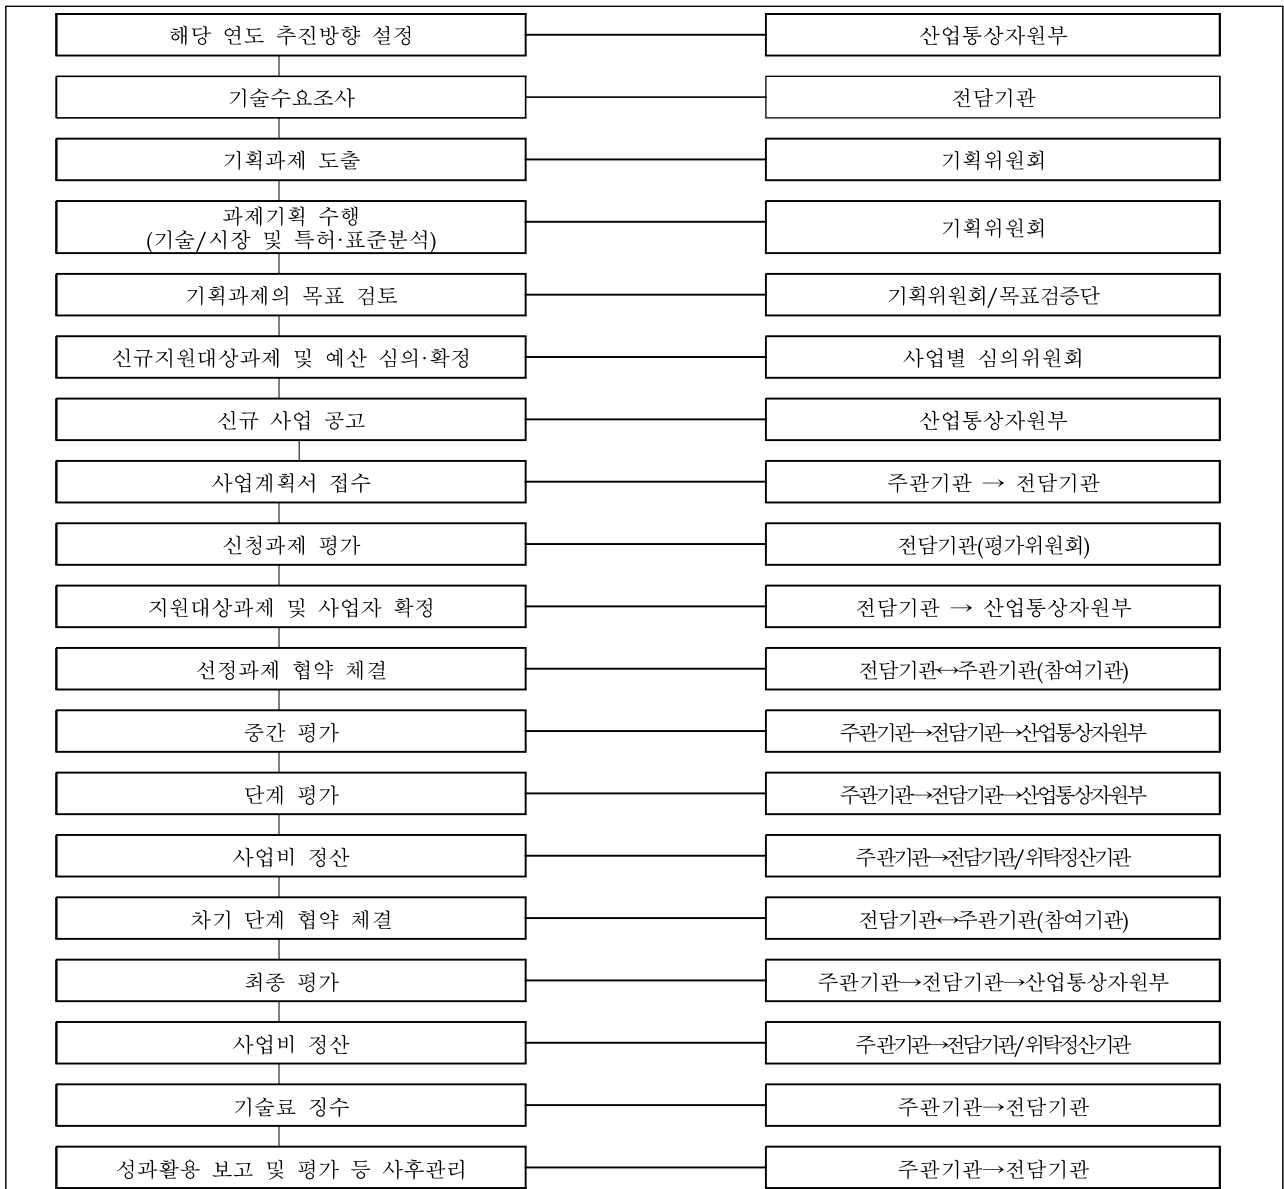 해당 연도 추진방향 설정
산업통상자원부
기술수요조사
전담기관
기획과제 도출
기획위원회
과제기획 수행
(기술/시장 및 특허·표준분석)
기획위원회
기획과제의 목표 검토
기획위원회/목표검증단
신규지원대상과제 및 예산 심의·확정
사업별 심의위원회
신규 사업 공고
산업통상자원부
사업계획서 접수
주관기관 → 전담기관
신청과제 평가
전담기관(평가위원회)
지원대상과제 및 사업자 확정
전담기관 → 산업통상자원부
선정과제 협약 체결
전담기관↔주관기관(참여기관)
중간 평가
주관기관→전담기관→산업통상자원부
단계 평가
주관기관→전담기관→산업통상자원부
사업비 정산
주관기관→전담기관/위탁정산기관
차기 단계 협약 체결
전담기관↔주관기관(참여기관)
최종 평가
주관기관→전담기관→산업통상자원부
사업비 정산
주관기관→전담기관/위탁정산기관
기술료 징수
주관기관→전담기관
성과활용 보고 및 평가 등 사후관리
주관기관→전담기관